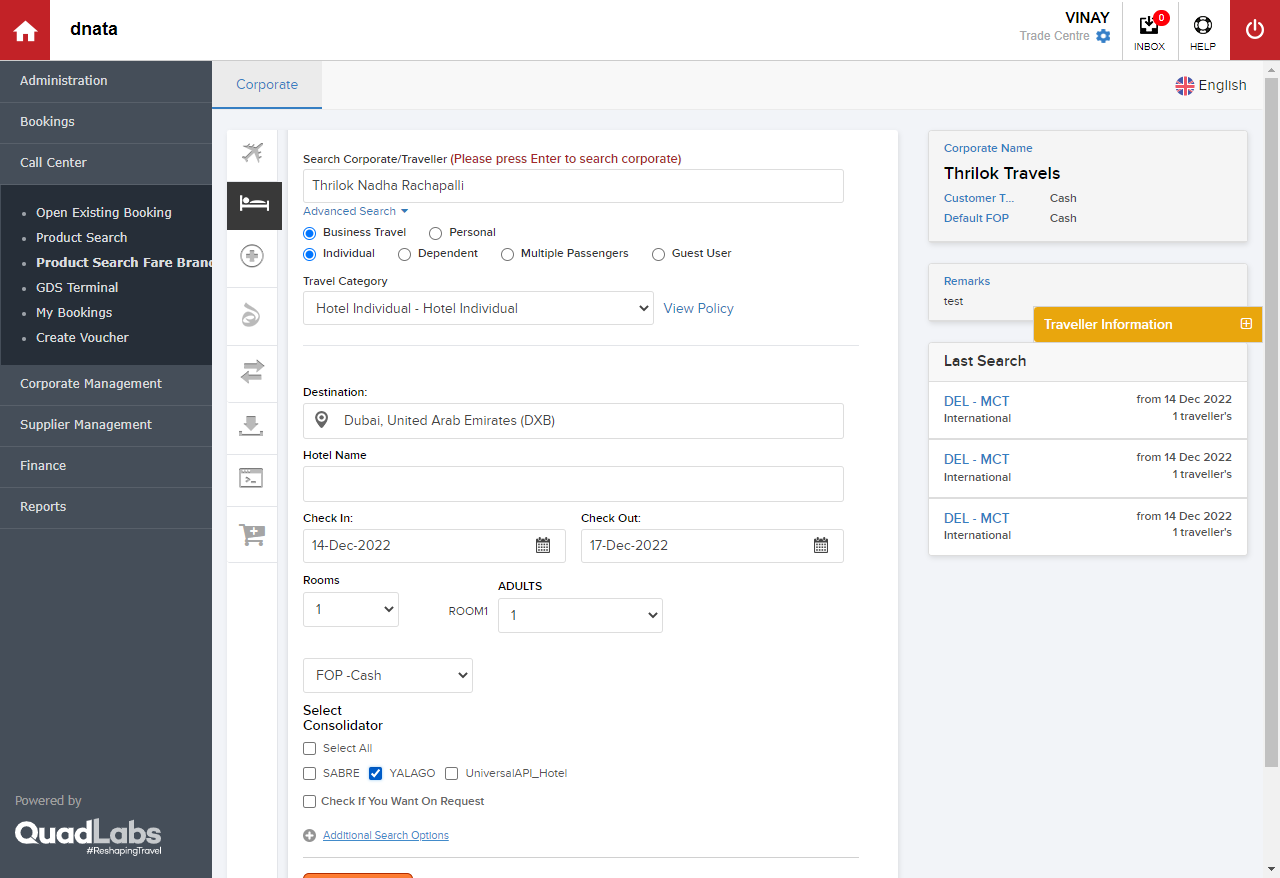 dnata
VINAY
Trade Centre
0
INBOX
HELP
Administration
Bookings
Call Center
Open Existing Booking
Product Search
Product Search Fare Bran
GDS Terminal
My Bookings
Create Voucher
Corporate Management
Supplier Management
Finance
Reports
Powered by
QuadLabs
#ReshapingTravel
Corporate
English
Search Corporate/Traveller (Please press Enter to search corporate)
Thrilok Nadha Rachapalli
Advanced Search
Business Travel Personal
Individual Dependent Multiple Passengers Guest User
Travel Category
Hotel Individual - Hotel Individual View Policy
Destination:
Dubai, United Arab Emirates (DXB)
Hotel Name
Check In: Check Out:
14-Dec-2022 17-Dec-2022
Rooms ADULTS
1 ROOM1 1
FOP -Cash
Select
Consolidator
Select All
SABRE YALAGO UniversalAPI_Hotel
Check If You Want On Request
Additional Search Options
Corporate Name
Thrilok Travels
Customer T... Cash
Default FOP Cash
Remarks
test
Traveller Information
Last Search
DEL - MCT from 14 Dec 2022
International 1 traveller's
DEL - MCT from 14 Dec 2022
International 1 traveller's
DEL - MCT from 14 Dec 2022
International 1 traveller's